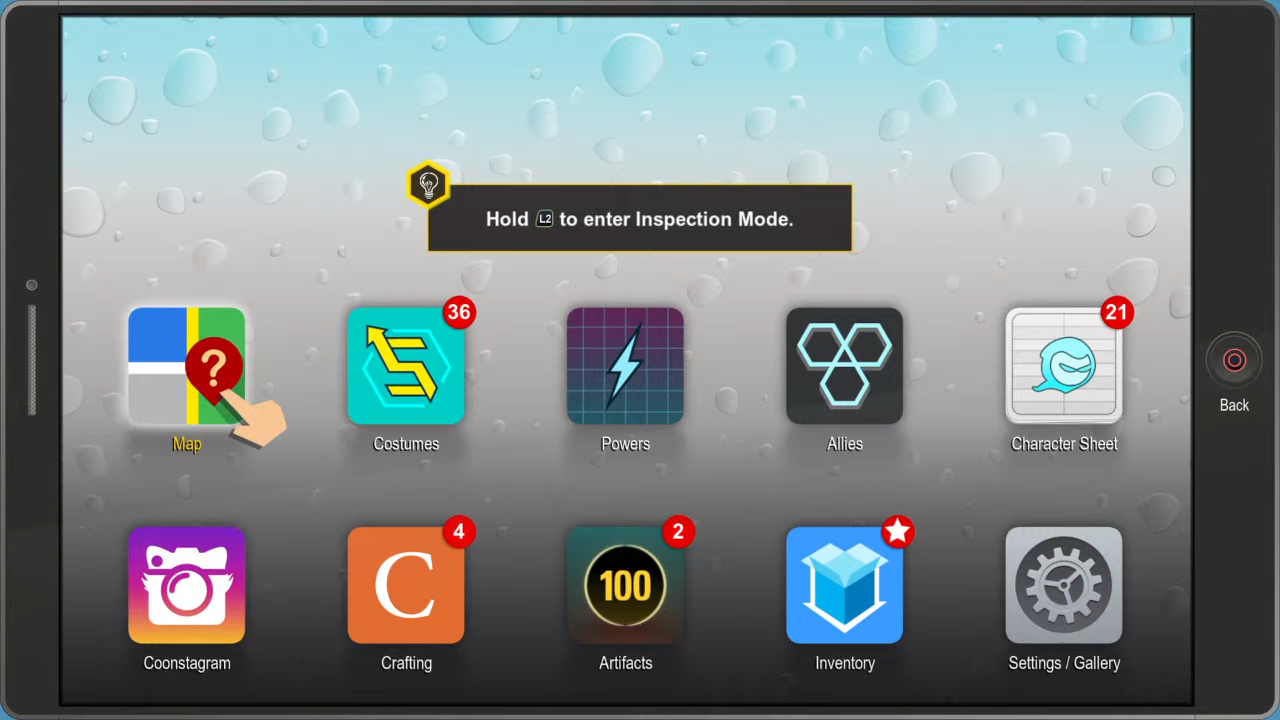 Hold L2 to enter Inspection Mode.
?
36
21
Map
Costumes
Powers
Allies
Character Sheet
Back
C
4
100
2
Coonstagram
Crafting
Artifacts
Inventory
Settings / Gallery